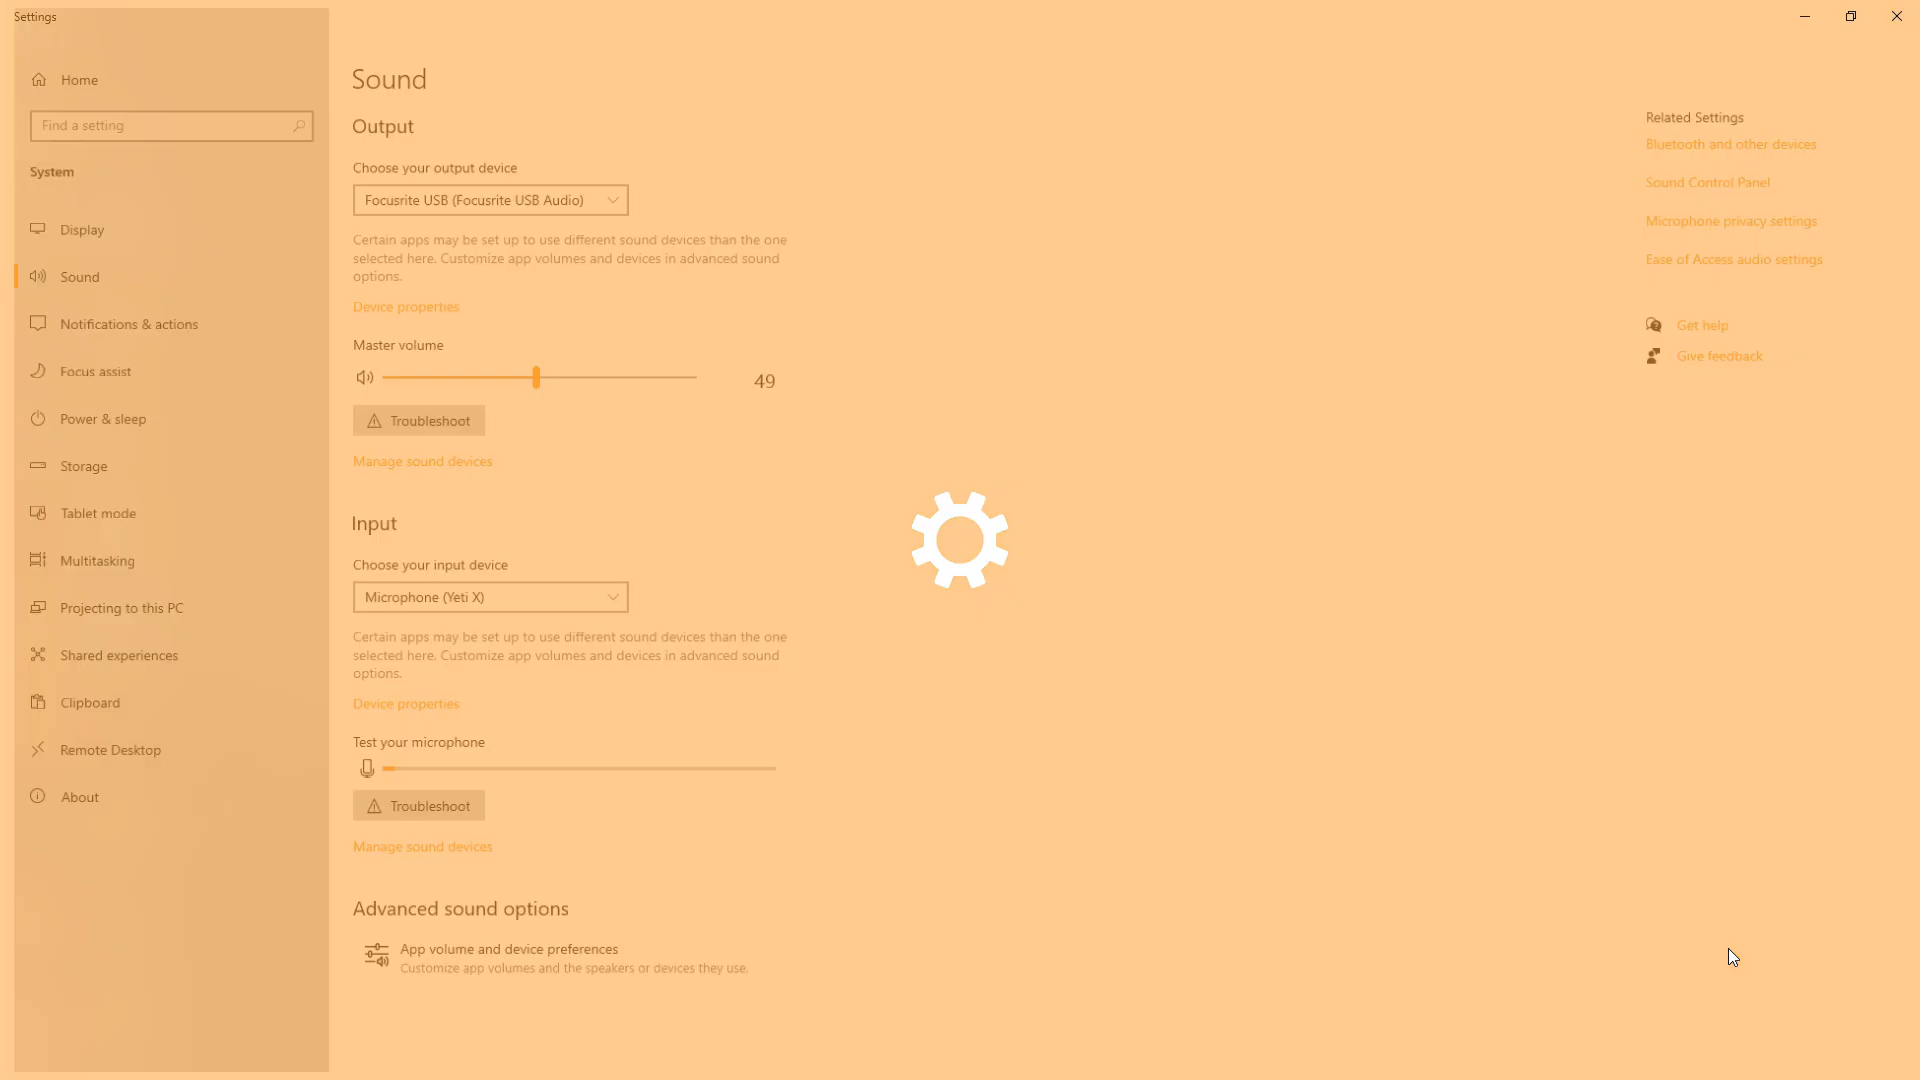 Settings
Home
Find a setting
System
Display
Sound
Notifications & actions
Focus assist
Power & sleep
Storage
Tablet mode
Multitasking
Projecting to this PC
Shared experiences
Clipboard
Remote Desktop
About
Sound
Output
Choose your output device
Focusrite USB (Focusrite USB Audio)
Certain apps may be set up to use different sound devices than the one
selected here. Customize app volumes and devices in advanced sound
options.
Device properties
Master volume
49
Troubleshoot
Manage sound devices
Input
Choose your input device
Microphone (Yeti X)
Certain apps may be set up to use different sound devices than the one
selected here. Customize app volumes and devices in advanced sound
options.
Device properties
Test your microphone
Troubleshoot
Manage sound devices
Advanced sound options
App volume and device preferences
Customize app volumes and the speakers or devices they use.
Related Settings
Bluetooth and other devices
Sound Control Panel
Microphone privacy settings
Ease of Access audio settings
Get help
Give feedback